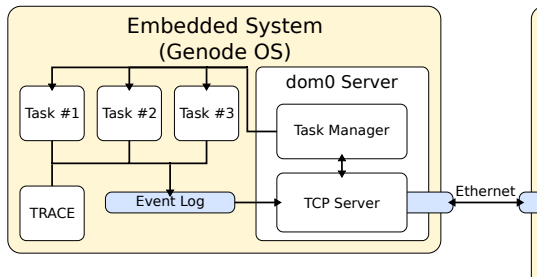 Embedded System
(Genode OS)
dom0 Server
Task #1
Task #2
Task #3
Task Manager
TRACE
Event Log
TCP Server
Ethernet